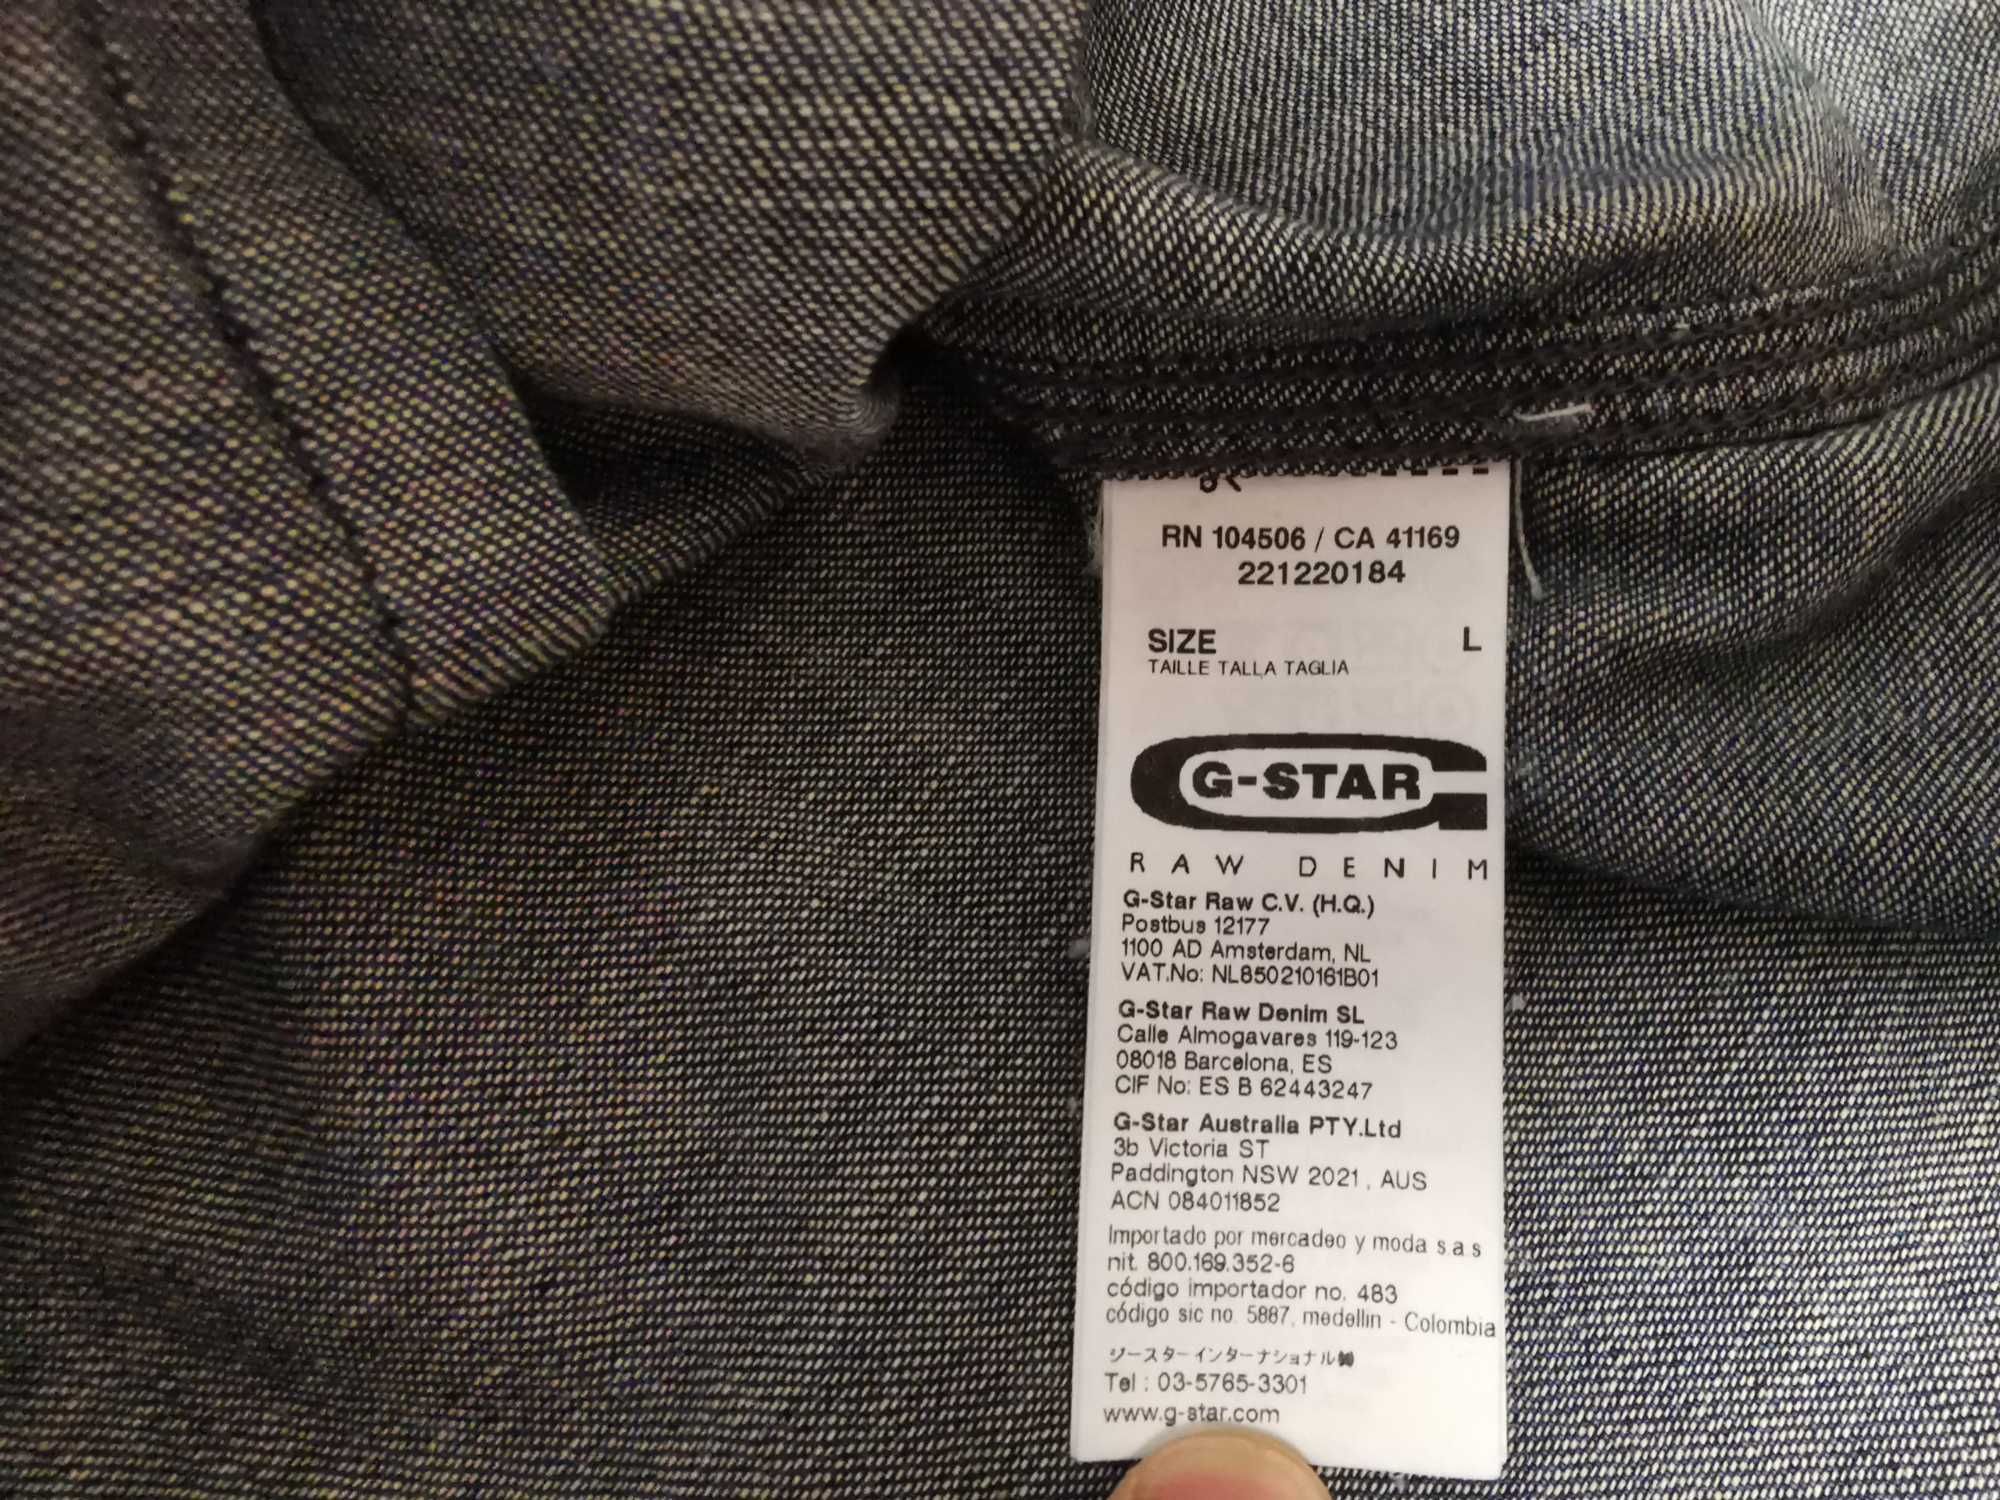 RN 104506 / CA 41169
221220184
SIZE L
TAILLE TALLA TAGLIA
G-STAR
RAW DENIM
G-Star Raw C.V. (H.Q.)
Postbus 12177
1100 AD Amsterdam, NL
VAT.No: NL850210161B01
G-Star Raw Denim SL
Calle Almogavares 119-123
08018 Barcelona, ES
CIF No: ES B 62443247
G-Star Australia PTY.Ltd
3b Victoria ST
Paddington NSW 2021, AUS
ACN 084011852
Importado por mercadeo y moda s a s
nit. 800.169.352-6
código importador no. 483
código sic no. 5887, medellin - Colombia
ジースターインターナショナル
Tel : 03-5765-3301
www.g-star.com